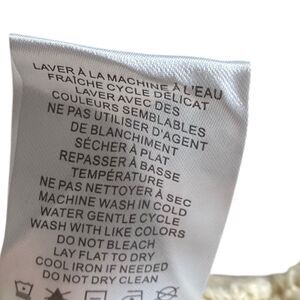 LAVER À LA MACHINE À L'EAU
FRAÎCHE CYCLE DÉLICAT
LAVER AVEC DES
COULEURS SEMBLABLES
NE PAS UTILISER D'AGENT
DE BLANCHIMENT
SÉCHER À PLAT
REPASSER À BASSE
TEMPÉRATURE
NE PAS NETTOYER À SEC
MACHINE WASH IN COLD
WATER GENTLE CYCLE
WASH WITH LIKE COLORS
DO NOT BLEACH
LAY FLAT TO DRY
COOL IRON IF NEEDED
DO NOT DRY CLEAN